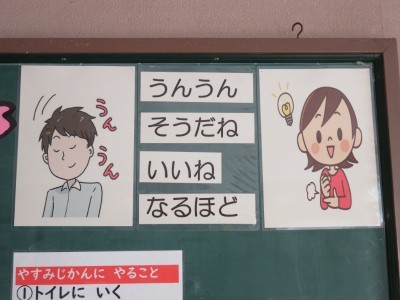 うん
うん
うんうん
そうだね
いいね
なるほど
やすみじかんに やること
①トイレに いく